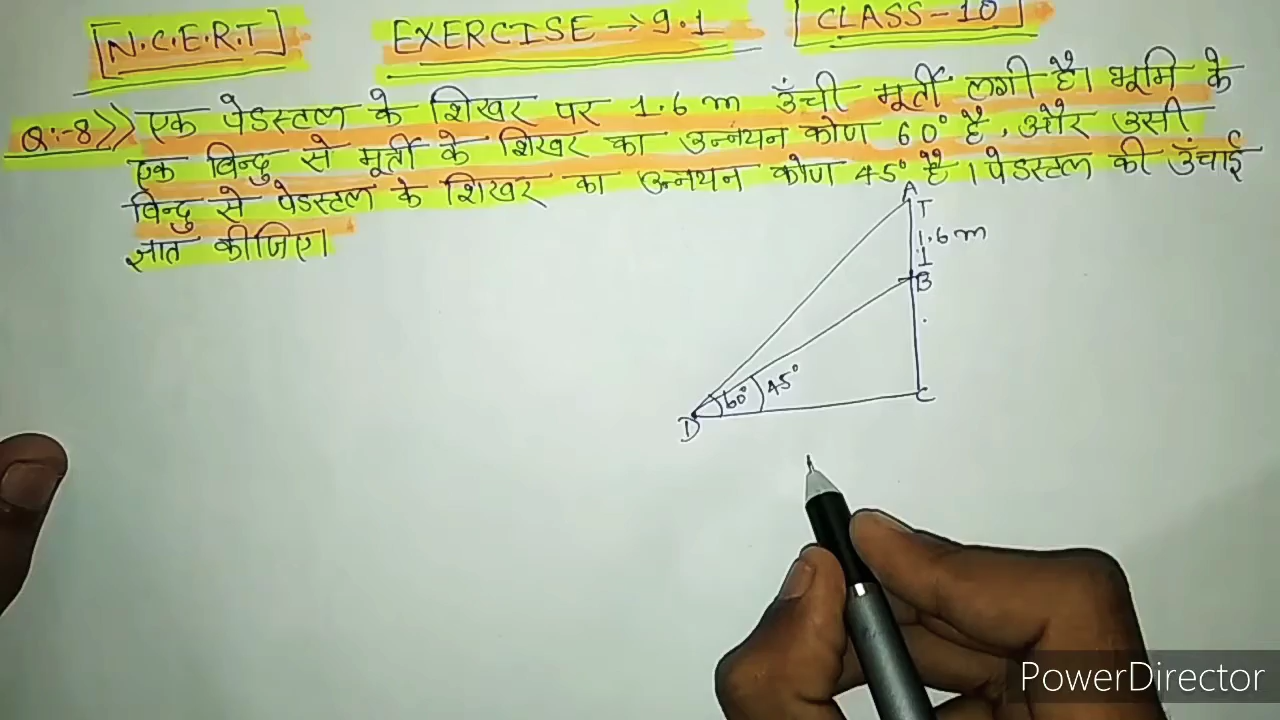 [N.C.E.R.T] EXERCISE → 9.1 [CLASS-10]
Q:-8>> एक पेडस्टल के शिखर पर 1.6 m ऊँची मूर्ती लगी है। भूमि के
एक विन्दु से मूर्ती के शिखर का उन्नयन कोण 60° है, और उसी
विन्दु से पेडस्टल के शिखर का उन्नयन कोण 45° है। पेडस्टल की ऊँचाई
ज्ञात कीजिए।
A
1.6 m
B
60° 45°
D C
PowerDirector